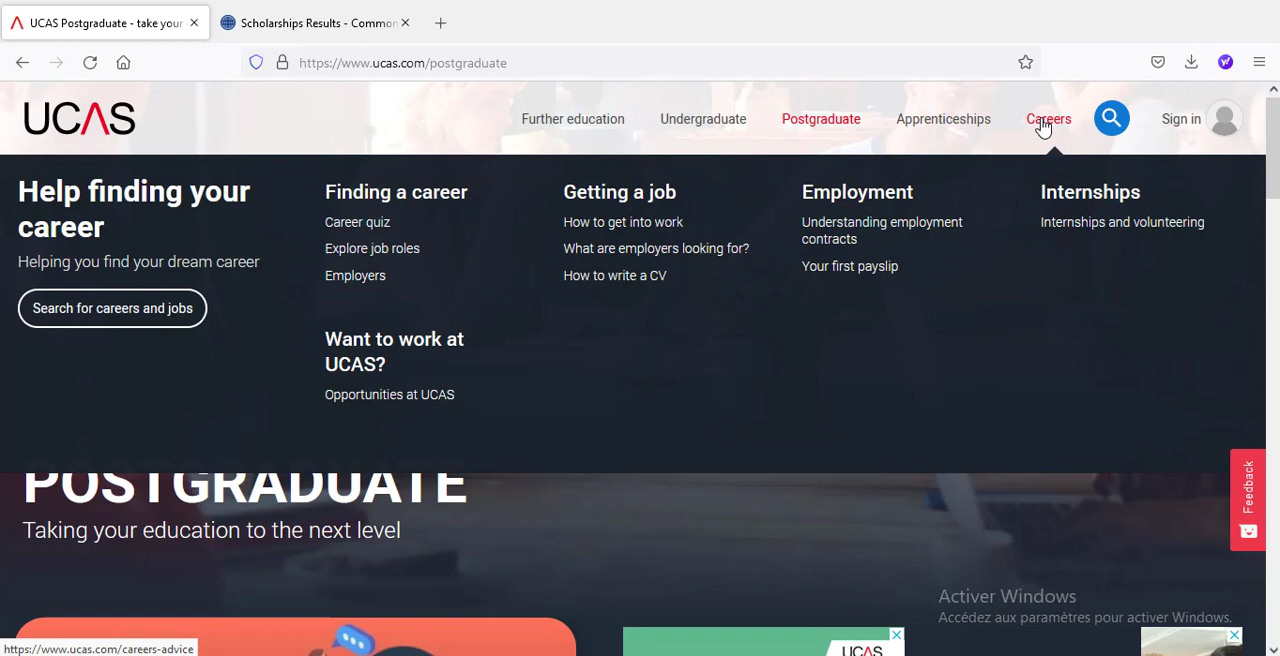 UCAS Postgraduate - take your
Scholarships Results - Common
https://www.ucas.com/postgraduate
UCAS
Further education
Undergraduate
Postgraduate
Apprenticeships
Careers
Sign in
Help finding your
career
Helping you find your dream career
Search for careers and jobs
Finding a career
Career quiz
Explore job roles
Employers
Want to work at
UCAS?
Opportunities at UCAS
Getting a job
How to get into work
What are employers looking for?
How to write a CV
Employment
Understanding employment
contracts
Your first payslip
Internships
Internships and volunteering
POSTGRADUATE
Taking your education to the next level
Feedback
Activer Windows
Accédez aux paramètres pour activer Windows.
UCAS
https://www.ucas.com/careers-advice